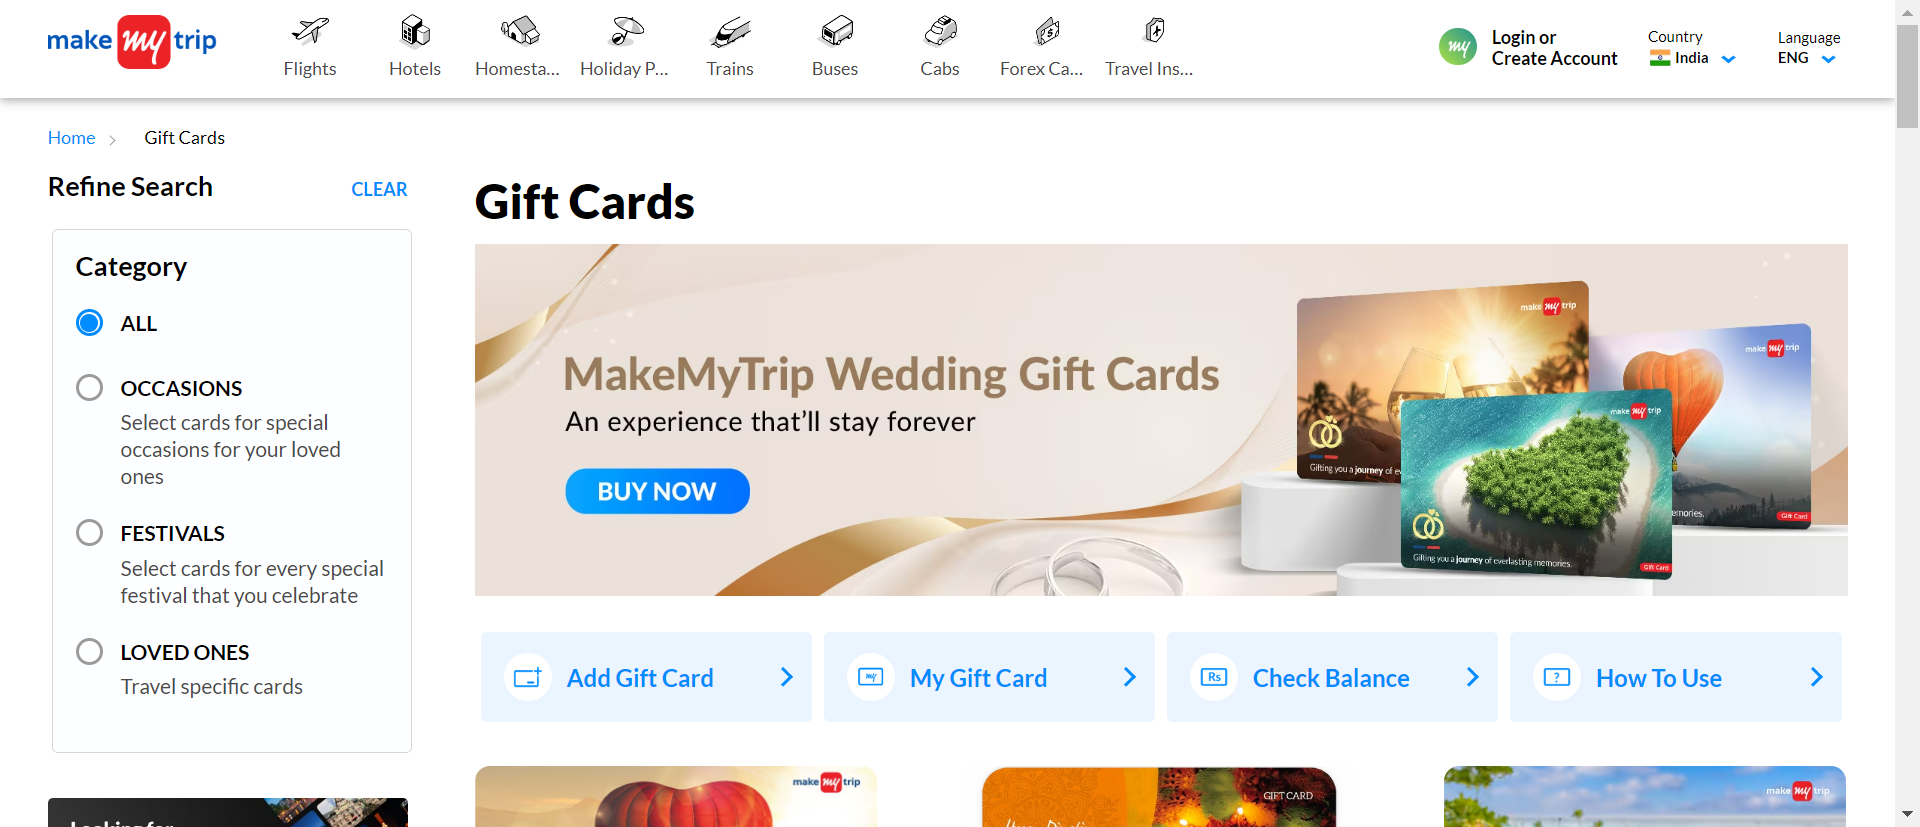 make my trip
Flights
Hotels
Homesta...
Holiday P...
Trains
Buses
Cabs
Forex Ca...
Travel Ins...
my
Login or
Create Account
Country
India
Language
ENG
Home
Gift Cards
Refine Search
CLEAR
Category
ALL
OCCASIONS
Select cards for special
occasions for your loved
ones
FESTIVALS
Select cards for every special
festival that you celebrate
LOVED ONES
Travel specific cards
Gift Cards
MakeMyTrip Wedding Gift Cards
An experience that’ll stay forever
BUY NOW
make my trip
Gifting you a journey of e
make my trip
emories.
Gift Card
make my trip
Gifting you a journey of everlasting memories.
Gift Card
Add Gift Card
My Gift Card
Rs
Check Balance
?
How To Use
make my trip
GIFT CARD
make my trip